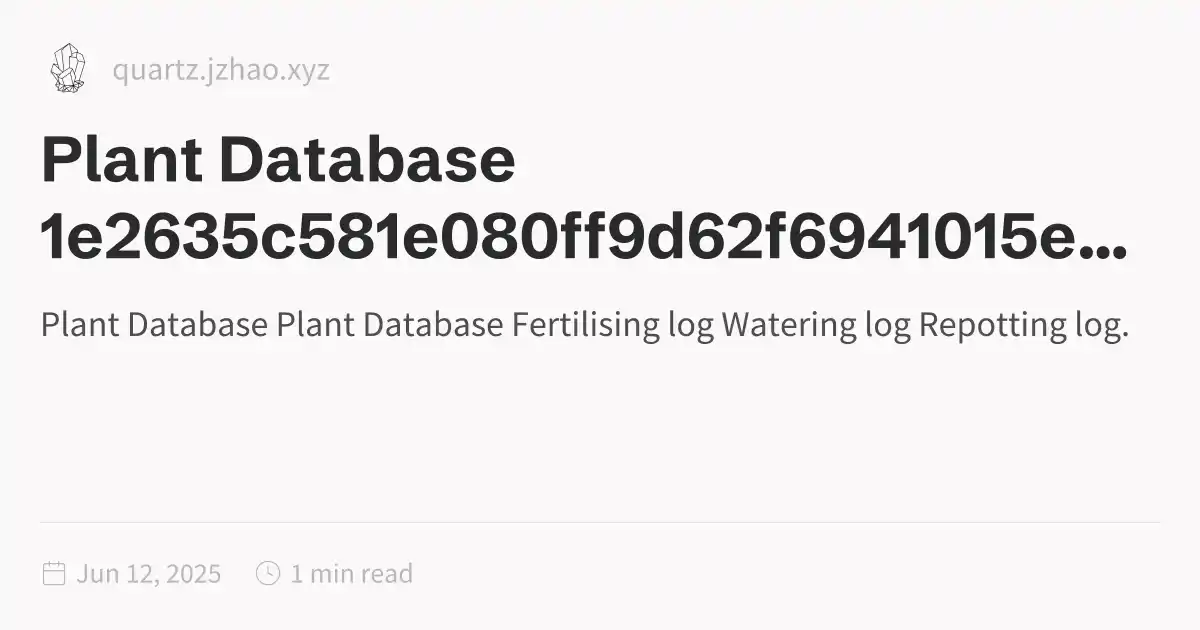 quartz.jzhao.xyz
Plant Database
1e2635c581e080ff9d62f6941015e...
Plant Database Plant Database Fertilising log Watering log Repotting log.
Jun 12, 2025 1 min read